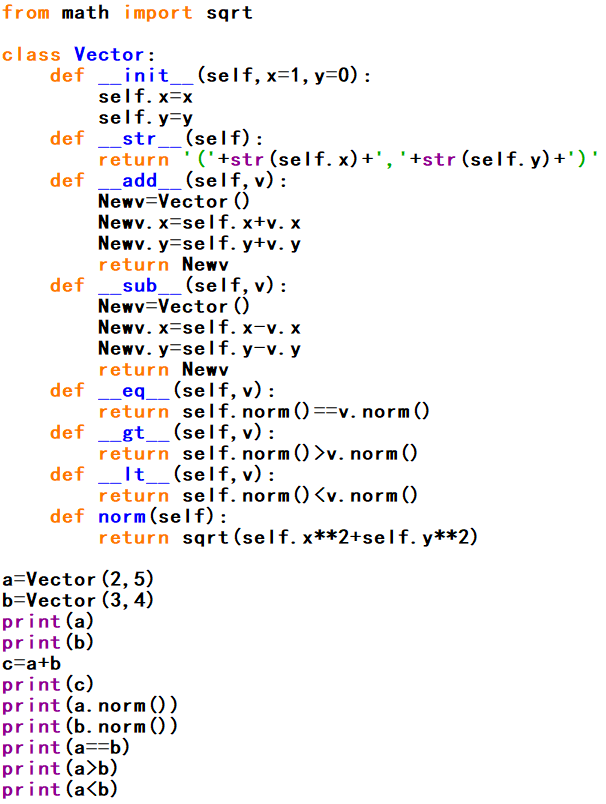 from math import sqrt

class Vector:
    def __init__(self,x=1,y=0):
        self.x=x
        self.y=y
    def __str__(self):
        return '('+str(self.x)+','+str(self.y)+')'
    def __add__(self,v):
        Newv=Vector()
        Newv.x=self.x+v.x
        Newv.y=self.y+v.y
        return Newv
    def __sub__(self,v):
        Newv=Vector()
        Newv.x=self.x-v.x
        Newv.y=self.y-v.y
        return Newv
    def __eq__(self,v):
        return self.norm()==v.norm()
    def __gt__(self,v):
        return self.norm()>v.norm()
    def __lt__(self,v):
        return self.norm()<v.norm()
    def norm(self):
        return sqrt(self.x**2+self.y**2)

a=Vector(2,5)
b=Vector(3,4)
print(a)
print(b)
c=a+b
print(c)
print(a.norm())
print(b.norm())
print(a==b)
print(a>b)
print(a<b)